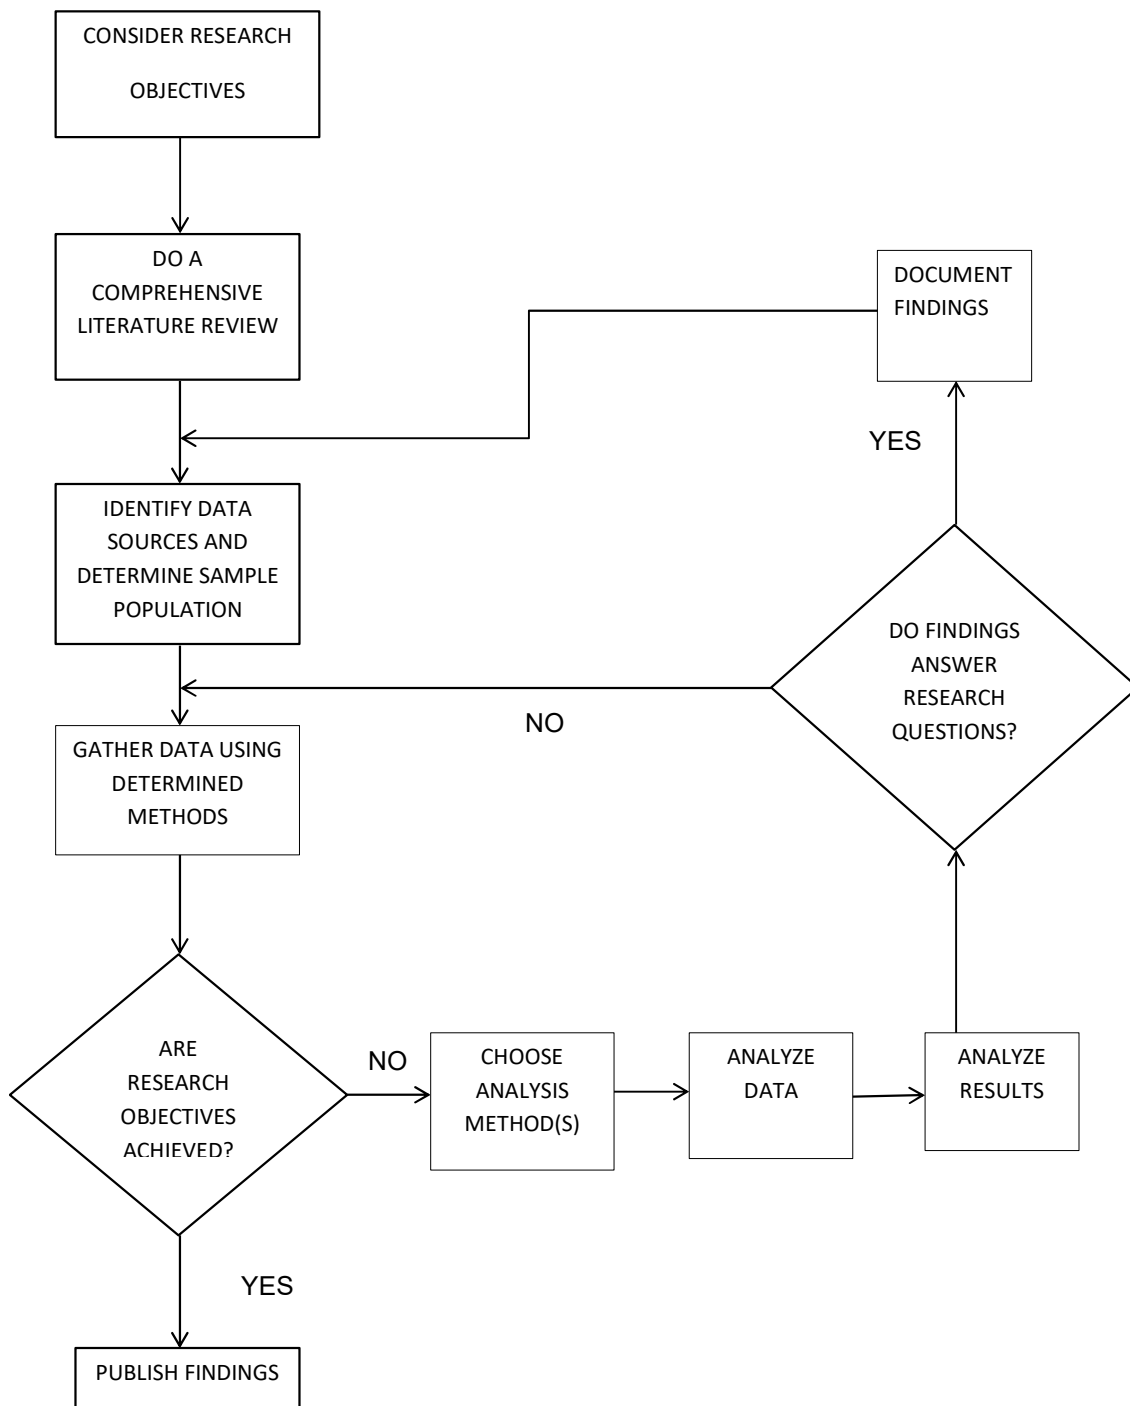 CONSIDER RESEARCH
OBJECTIVES
DO A
COMPREHENSIVE
LITERATURE REVIEW
DOCUMENT
FINDINGS
YES
IDENTIFY DATA
SOURCES AND
DETERMINE SAMPLE
POPULATION
DO FINDINGS
ANSWER
RESEARCH
QUESTIONS?
NO
GATHER DATA USING
DETERMINED
METHODS
ARE
RESEARCH
OBJECTIVES
ACHIEVED?
NO
CHOOSE
ANALYSIS
METHOD(S)
ANALYZE
DATA
ANALYZE
RESULTS
YES
PUBLISH FINDINGS